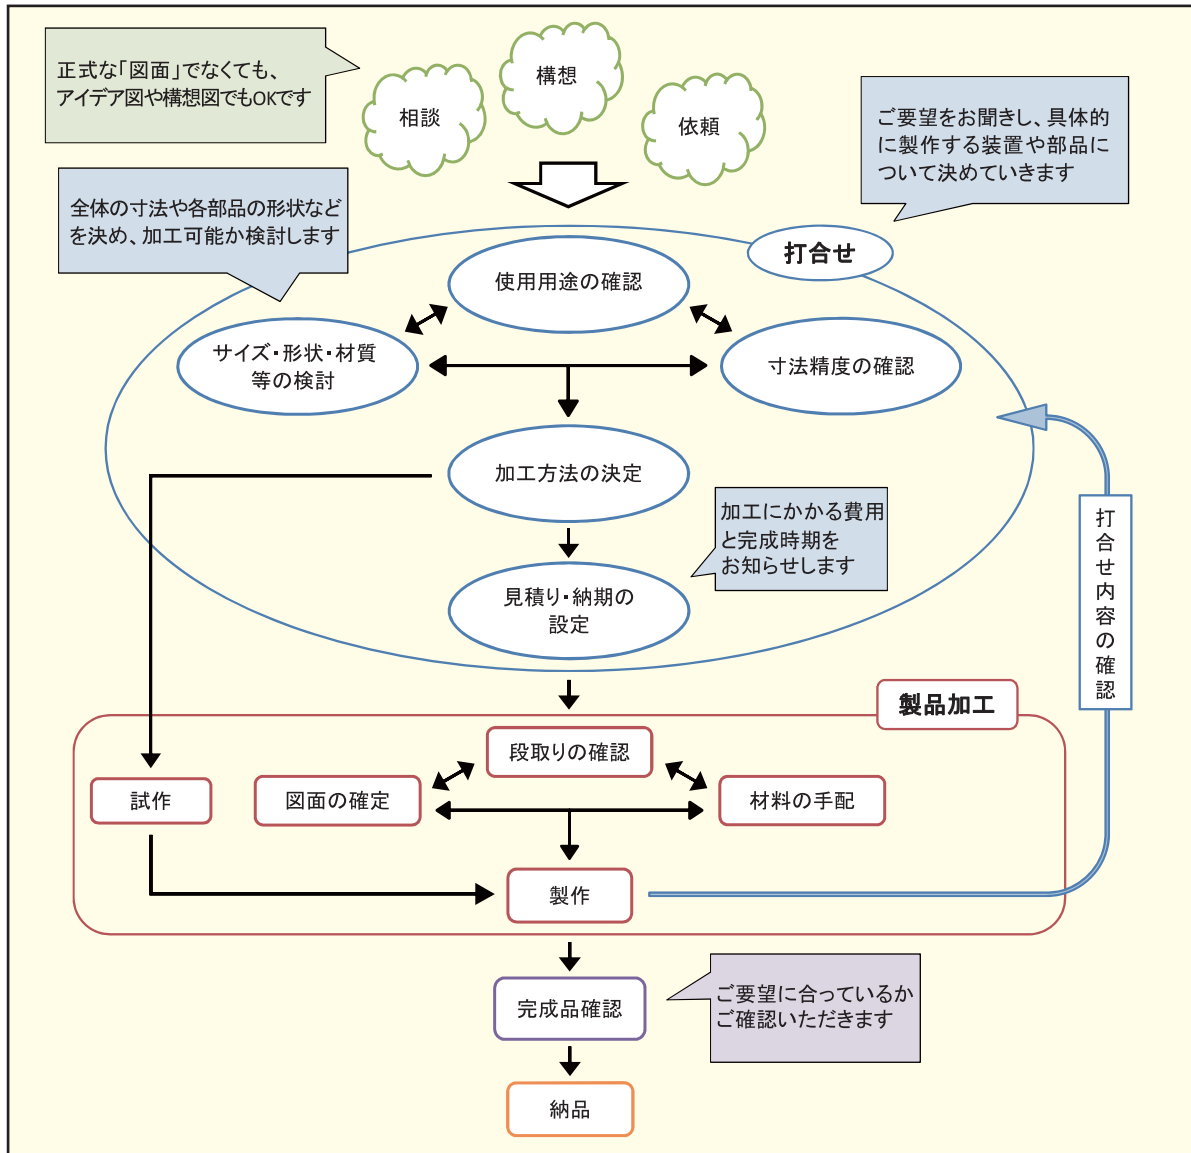 正式な「図面」でなくても、
アイデア図や構想図でもOKです
相談
構想
依頼
ご要望をお聞きし、具体的
に製作する装置や部品に
ついて決めていきます
全体の寸法や各部品の形状など
を決め、加工可能か検討します
打合せ
使用用途の確認
サイズ・形状・材質
等の検討
寸法精度の確認
加工方法の決定
加工にかかる費用
と完成時期を
お知らせします
見積り・納期の
設定
打合せ内容の確認
製品加工
段取りの確認
試作
図面の確定
材料の手配
製作
完成品確認
ご要望に合っているか
ご確認いただきます
納品